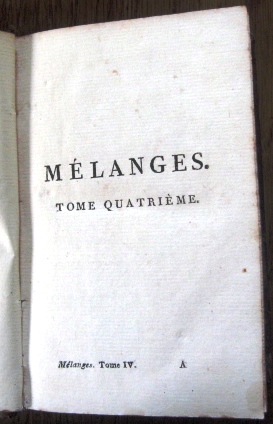 MÉLANGES.
TOME QUATRIÈME.
Mélanges. Tome IV. A